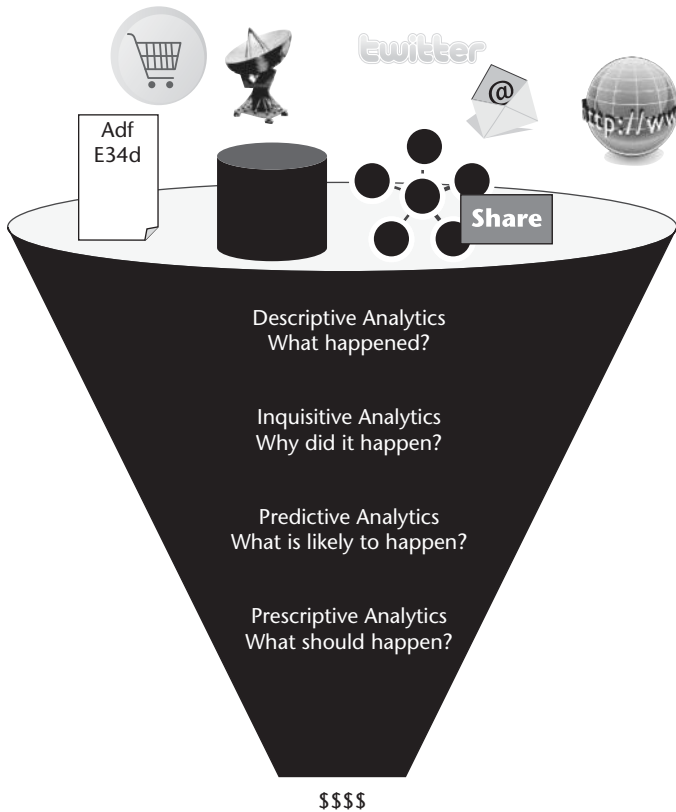 twitter
@
http://ww
Adf
E34d
Share
Descriptive Analytics
What happened?
Inquisitive Analytics
Why did it happen?
Predictive Analytics
What is likely to happen?
Prescriptive Analytics
What should happen?
$$$$